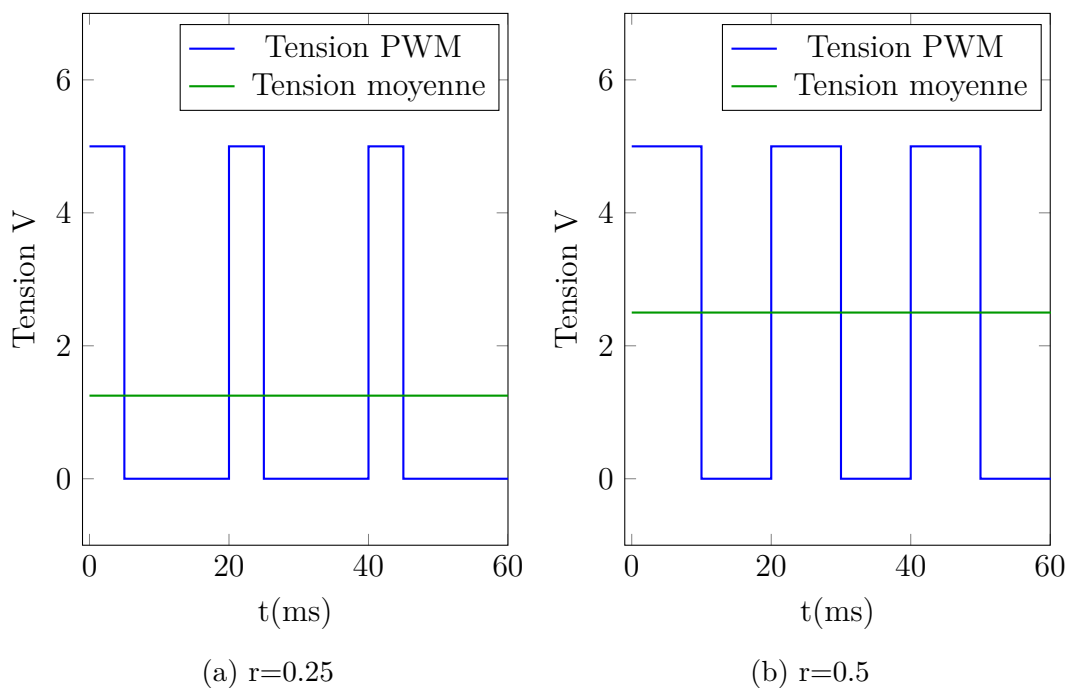 Tension PWM
Tension moyenne
6
4
2
0
Tension V
0 20 40 60
t(ms)
(a) r=0.25
Tension PWM
Tension moyenne
6
4
2
0
Tension V
0 20 40 60
t(ms)
(b) r=0.5